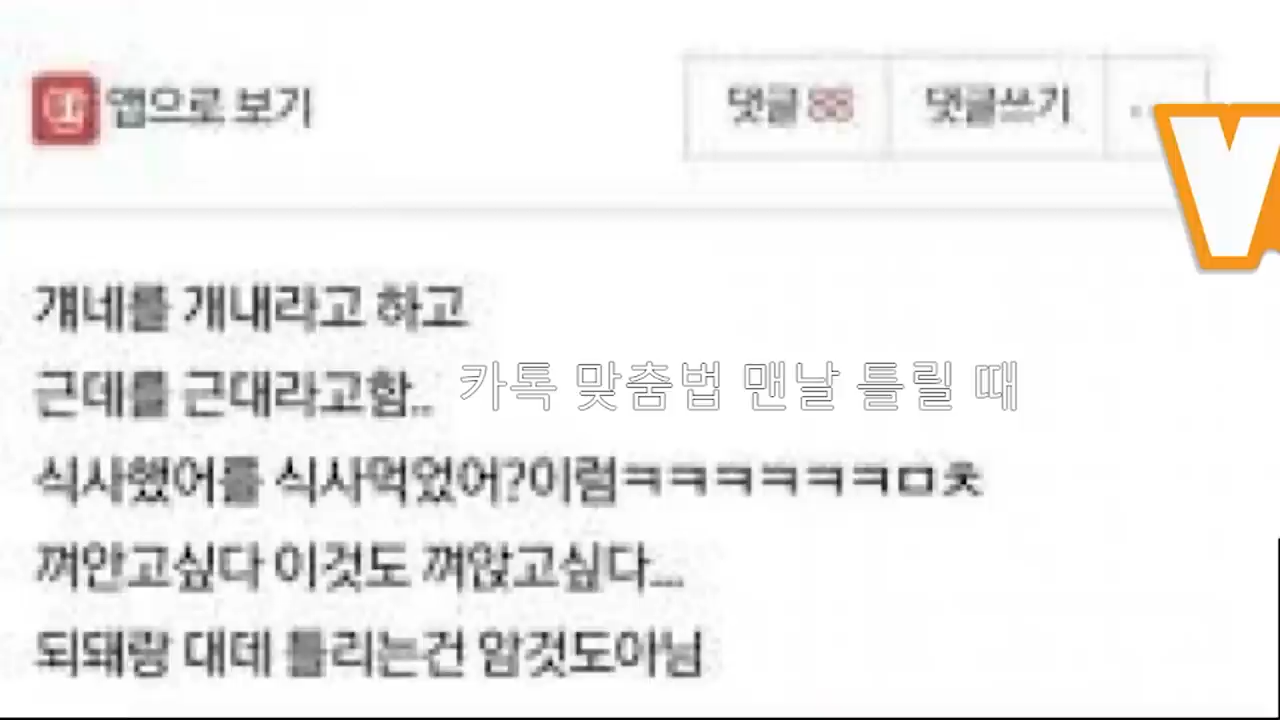 앱으로 보기
댓글 88
댓글쓰기
...
V
걔네를 개내라고 하고
근데를 근대라고함..
카톡 맞춤법 맨날 틀릴 때
식사했어를 식사먹었어?이럼ㅋㅋㅋㅋㅋㅋㅁㅊ
껴안고싶다 이것도 껴앉고싶다...
되돼랑 대데 틀리는건 암것도아님